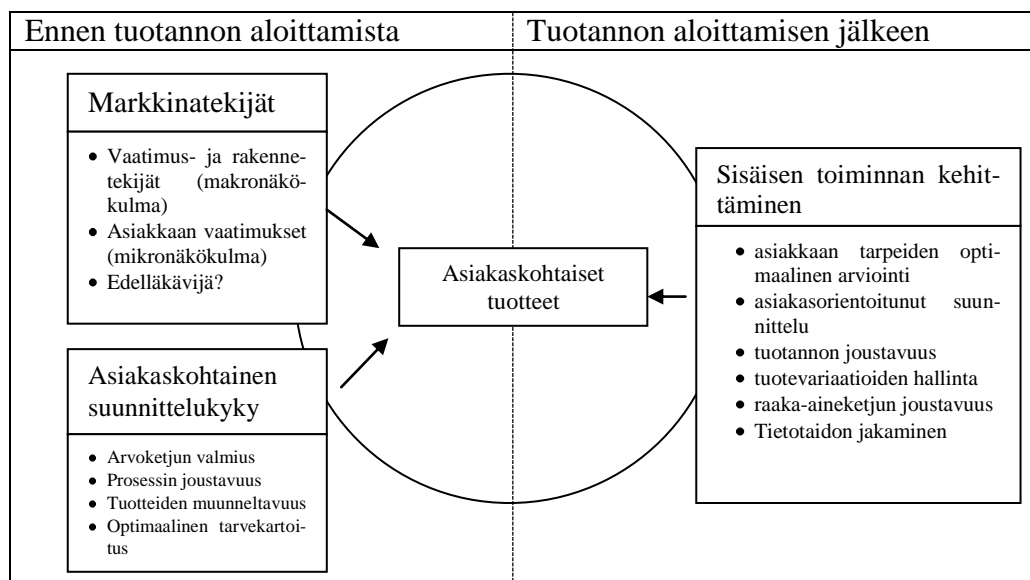 Ennen tuotannon aloittamista
Tuotannon aloittamisen jälkeen
Markkinatekijät
• Vaatimus- ja rakenne-
tekijät (makronäkö-
kulma)
• Asiakkaan vaatimukset
(mikronäkökulma)
• Edelläkävijä?
Asiakaskohtainen
suunnittelukyky
• Arvoketjun valmius
• Prosessin joustavuus
• Tuotteiden muunneltavuus
• Optimaalinen tarvekartoi-
tus
Asiakaskohtaiset
tuotteet
Sisäisen toiminnan kehit-
täminen
• asiakkaan tarpeiden opti-
maalinen arviointi
• asiakasorientoitunut suun-
nittelu
• tuotannon joustavuus
• tuotevariaatioiden hallinta
• raaka-aineketjun joustavuus
• Tietotaidon jakaminen